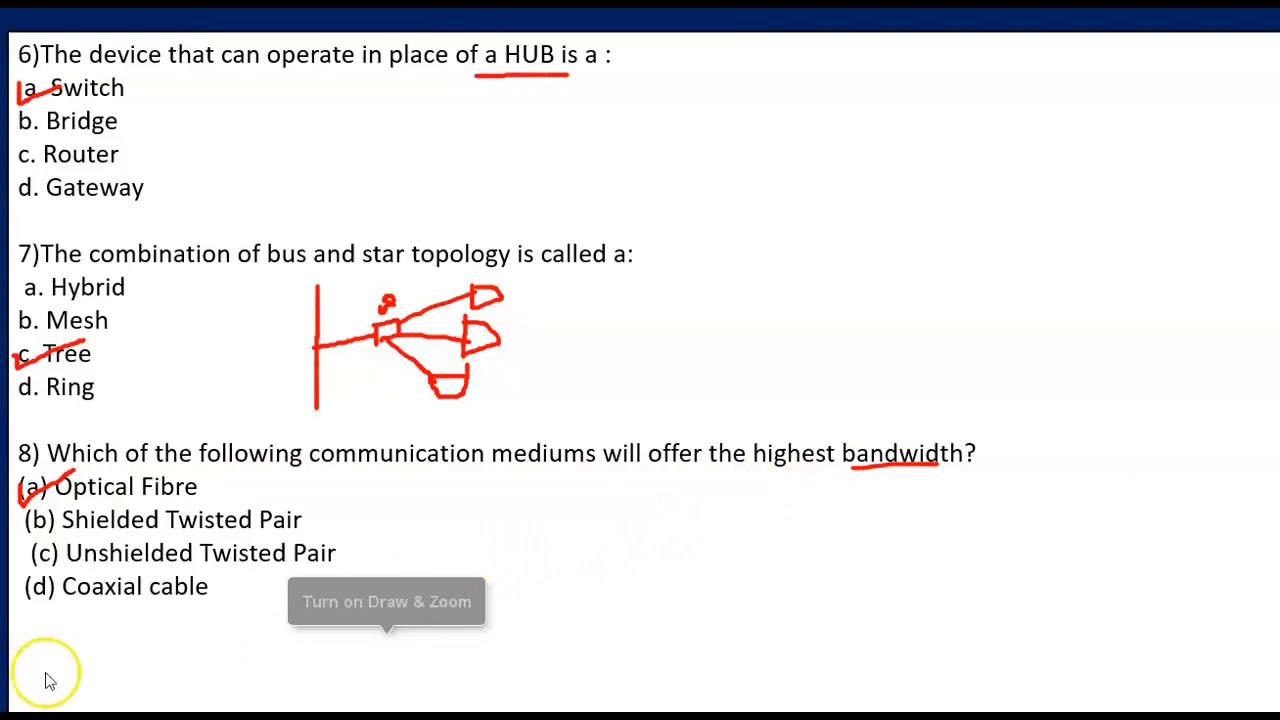 6)The device that can operate in place of a HUB is a :
a. Switch
b. Bridge
c. Router
d. Gateway
7)The combination of bus and star topology is called a:
a. Hybrid
b. Mesh
c. Tree
d. Ring
8) Which of the following communication mediums will offer the highest bandwidth?
(a) Optical Fibre
(b) Shielded Twisted Pair
(c) Unshielded Twisted Pair
(d) Coaxial cable
Turn on Draw & Zoom